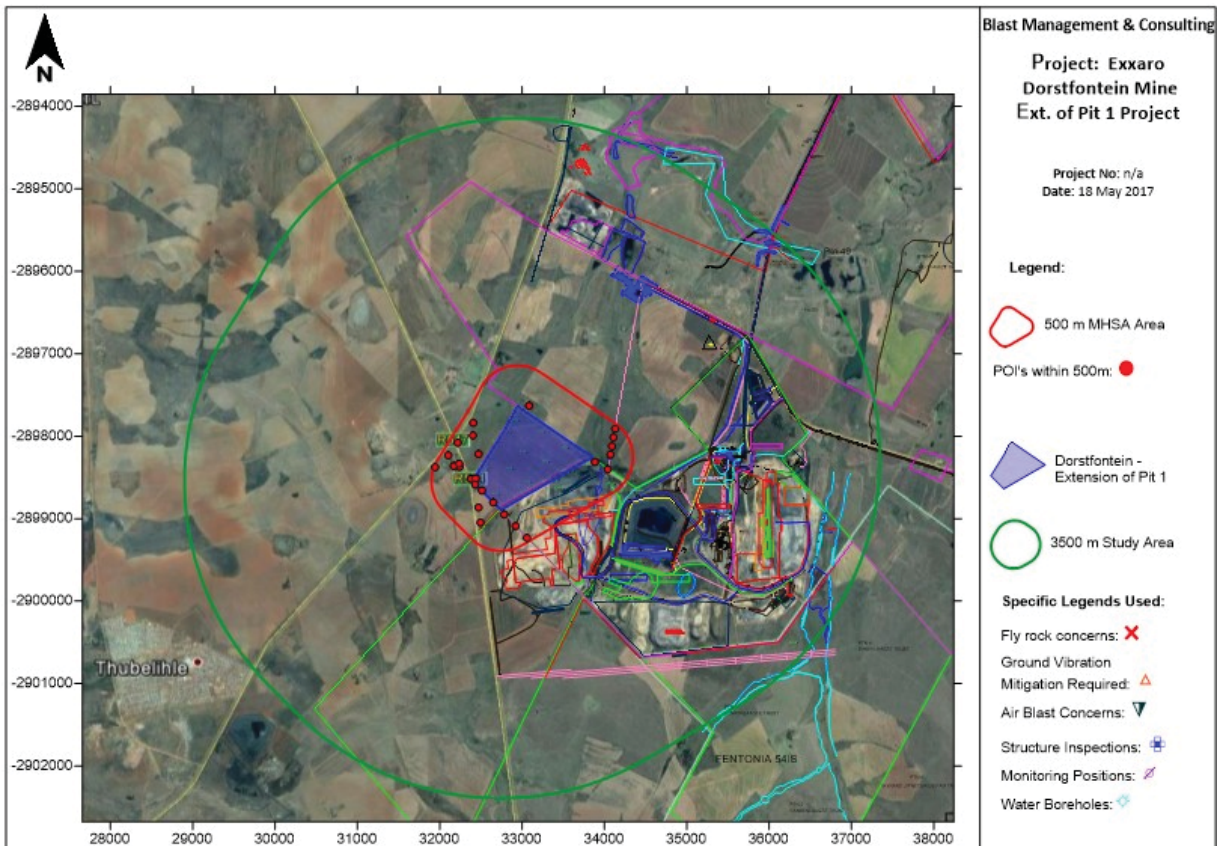 Blast Management & Consulting
Project: Exxaro
Dorstfontein Mine
Ext. of Pit 1 Project
Project No: n/a
Date: 18 May 2017
Legend:
500 m MHSA Area
POI's within 500m:
Dorstfontein -
Extension of Pit 1
3500 m Study Area
Specific Legends Used:
Fly rock concerns:
Ground Vibration
Mitigation Required:
Air Blast Concerns:
Structure Inspections:
Monitoring Positions:
Water Boreholes:
N
-2894000
-2895000
-2896000
-2897000
-2898000
-2899000
-2900000
-2901000
-2902000
28000 29000 30000 31000 32000 33000 34000 35000 36000 37000 38000
Thubelihle
FENTONIA 54IS